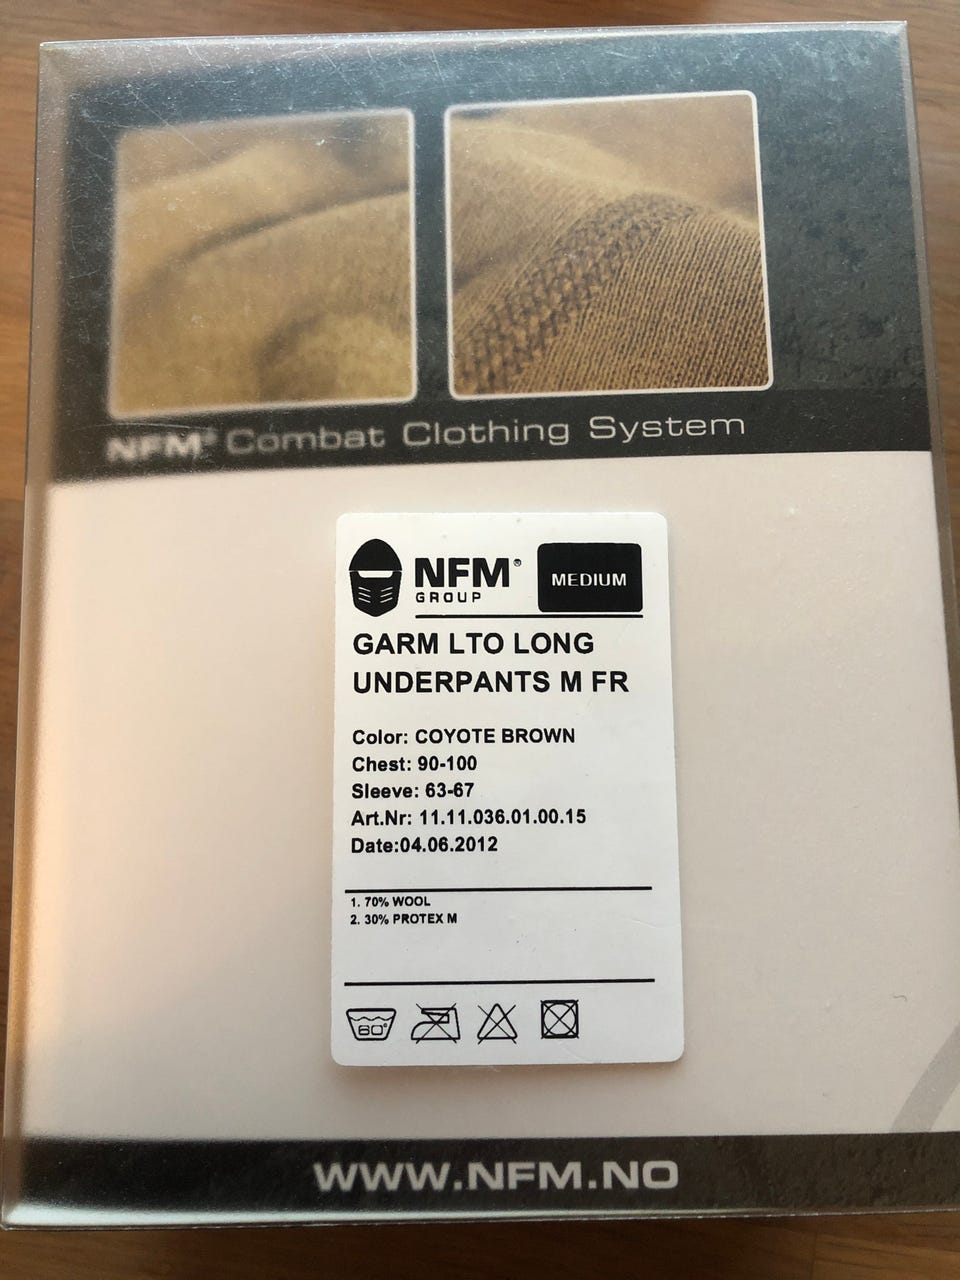 NFM® Combat Clothing System
NFM®
GROUP
MEDIUM
GARM LTO LONG
UNDERPANTS M FR
Color: COYOTE BROWN
Chest: 90-100
Sleeve: 63-67
Art.Nr: 11.11.036.01.00.15
Date:04.06.2012
1. 70% WOOL
2. 30% PROTEX M
60°
WWW.NFM.NO